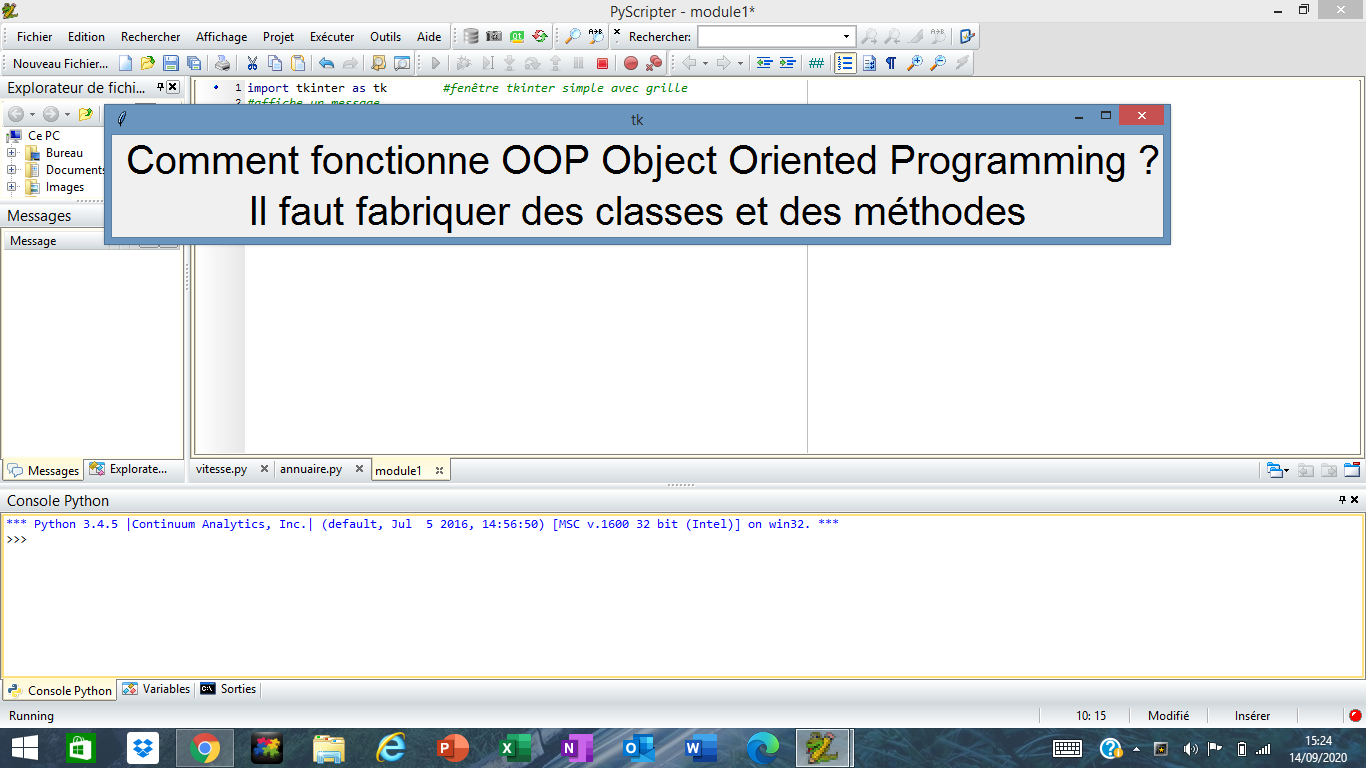 PyScripter - module1*
Fichier Edition Rechercher Affichage Projet Exécuter Outils Aide Rechercher:
Nouveau Fichier...
Explorateur de fichi...
1 import tkinter as tk #fenêtre tkinter simple avec grille
2 #affiche un message
Ce PC
Bureau
Documents
Images
tk
Comment fonctionne OOP Object Oriented Programming ?
Il faut fabriquer des classes et des méthodes
Messages
Message
Messages Explorate... vitesse.py annuaire.py module1
Console Python
*** Python 3.4.5 |Continuum Analytics, Inc.| (default, Jul 5 2016, 14:56:50) [MSC v.1600 32 bit (Intel)] on win32. ***
>>>
Console Python Variables Sorties
Running 10: 15 Modifié Insérer
15:24
14/09/2020